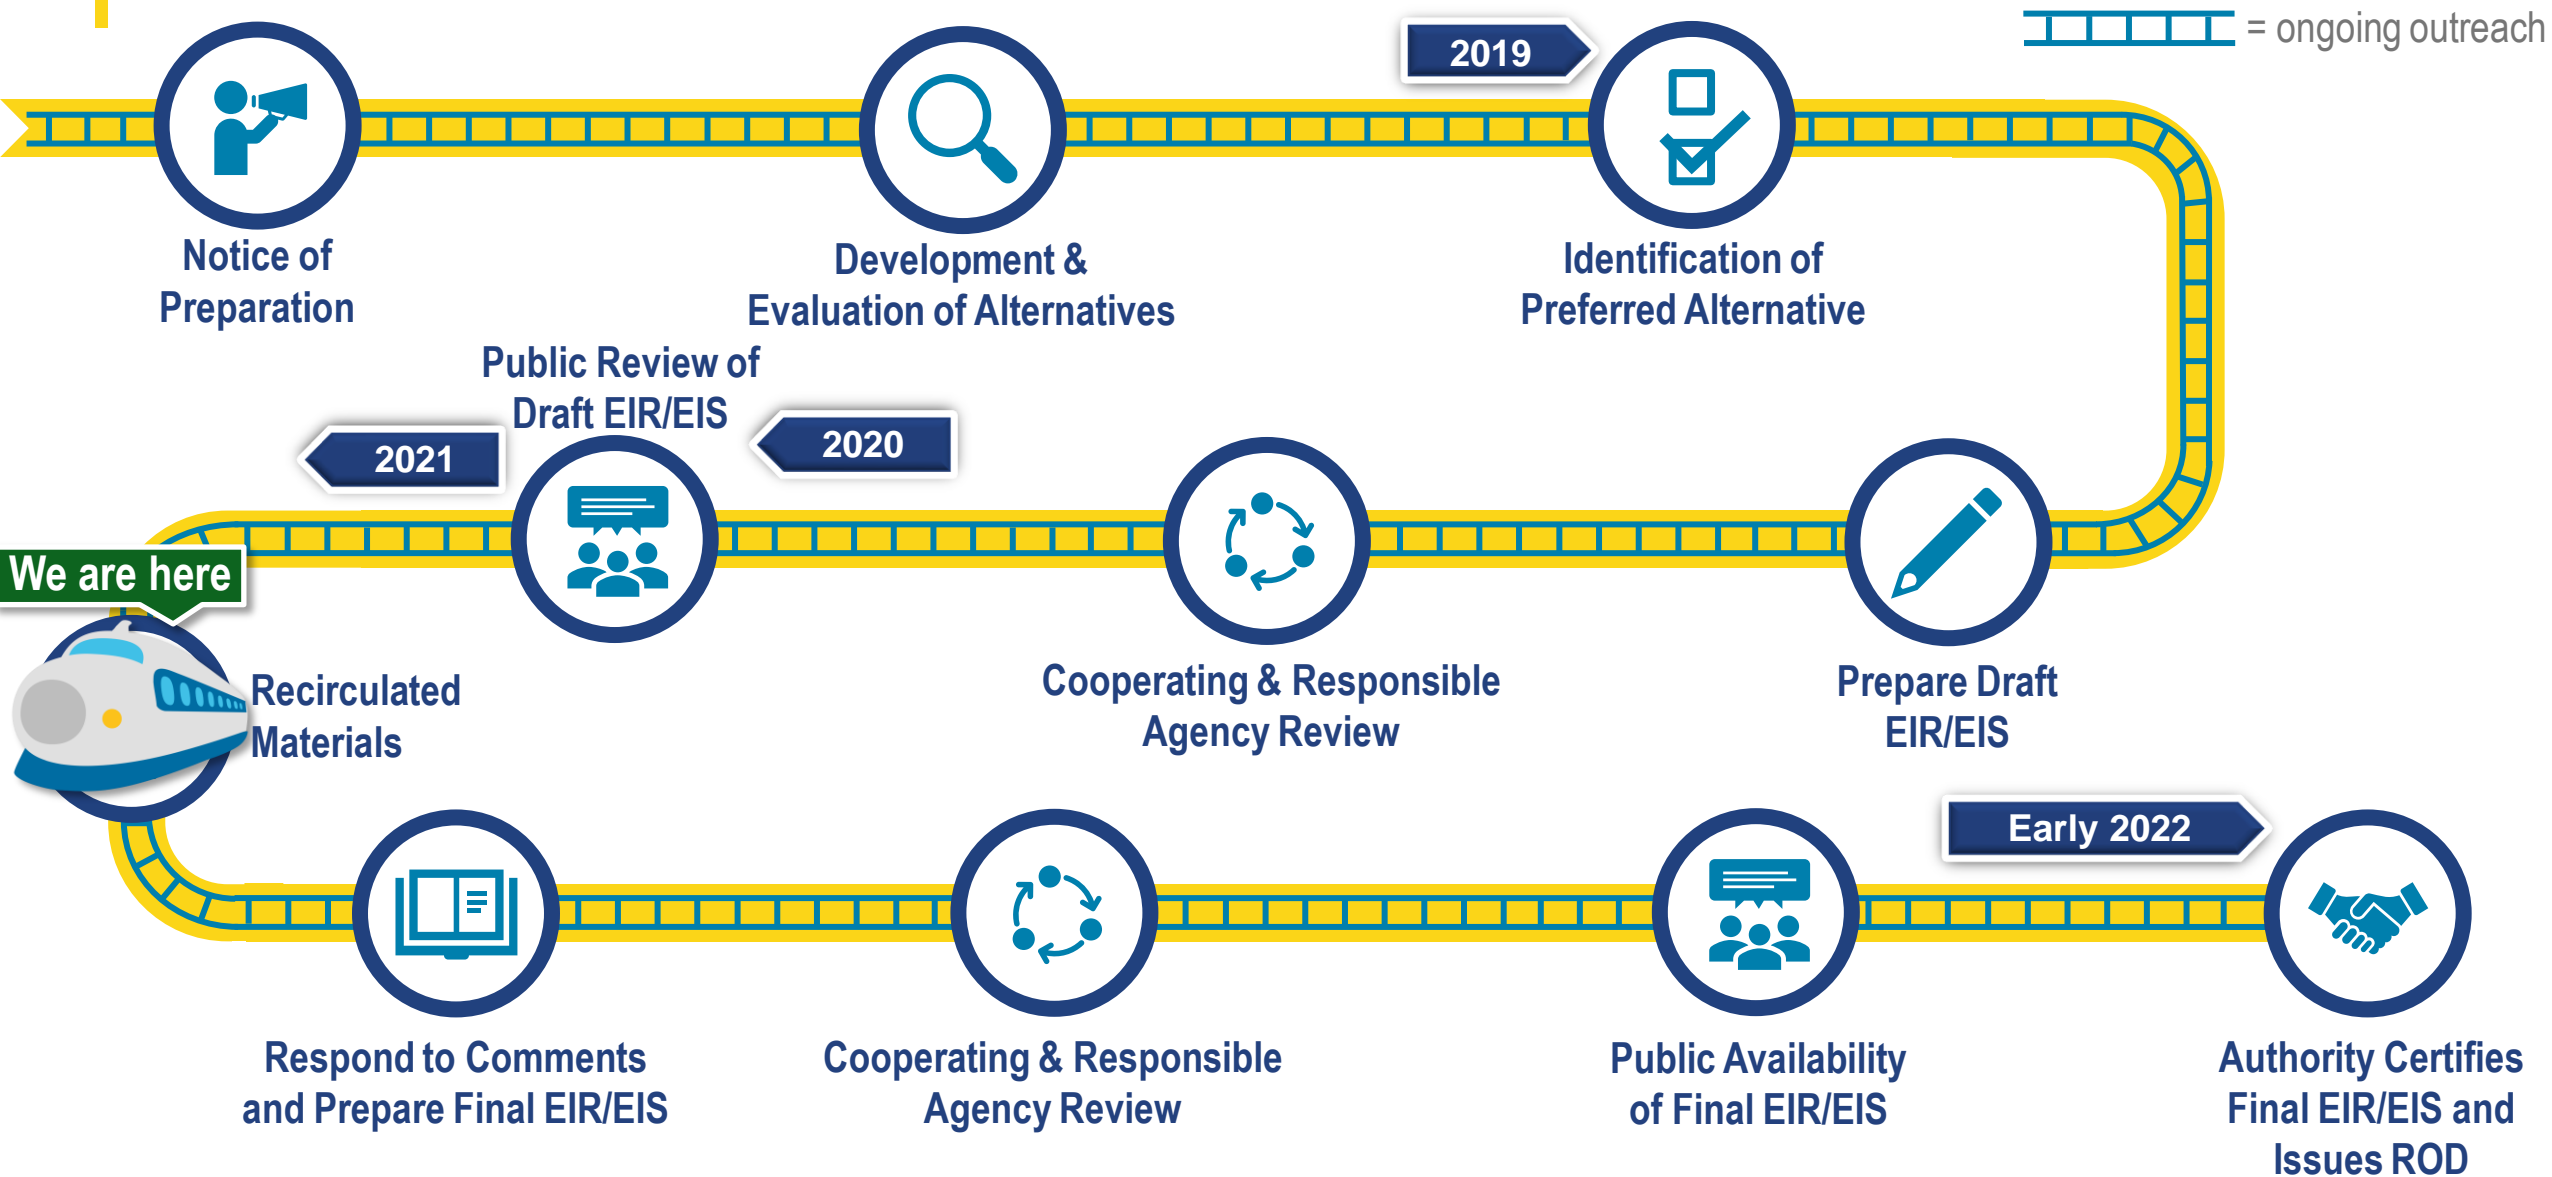 = ongoing outreach
2019
Notice of
Preparation
Development &
Evaluation of Alternatives
Identification of
Preferred Alternative
Public Review of
Draft EIR/EIS
2021
2020
We are here
Recirculated
Materials
Cooperating & Responsible
Agency Review
Prepare Draft
EIR/EIS
Early 2022
Respond to Comments
and Prepare Final EIR/EIS
Cooperating & Responsible
Agency Review
Public Availability
of Final EIR/EIS
Authority Certifies
Final EIR/EIS and
Issues ROD